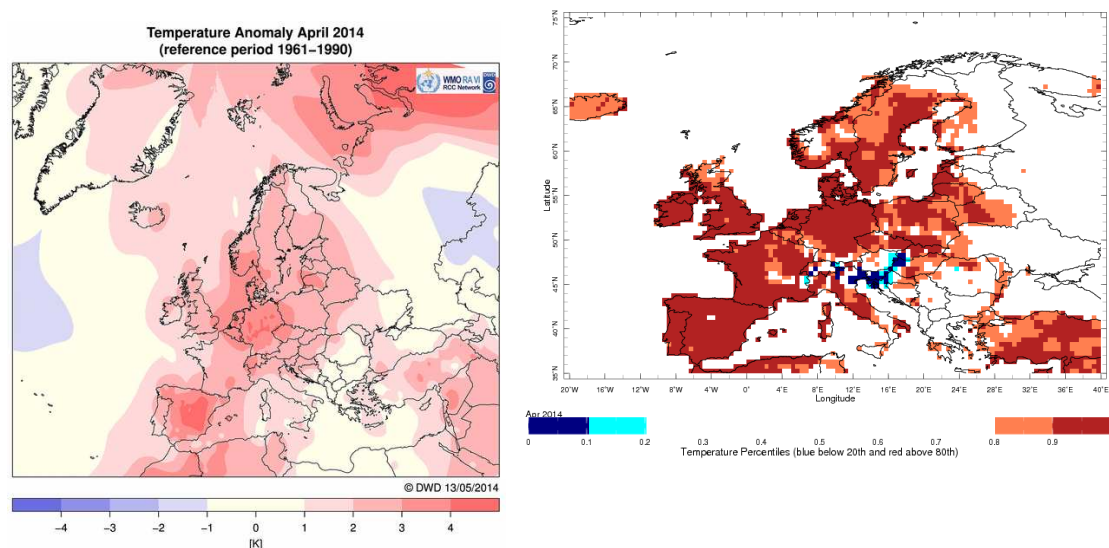 Temperature Anomaly April 2014
(reference period 1961−1990)
WMO RA VI
RCC Network
DWD
© DWD 13/05/2014
−4 −3 −2 −1 0 1 2 3 4
[K]
75°N
70°N
65°N
60°N
55°N
50°N
45°N
40°N
35°N
Latitude
20°W 16°W 12°W 8°W 4°W 0° 4°E 8°E 12°E 16°E 20°E 24°E 28°E 32°E 36°E 40°E
Longitude
Apr 2014
0 0.1 0.2 0.3 0.4 0.5 0.6 0.7 0.8 0.9
Temperature Percentiles (blue below 20th and red above 80th)